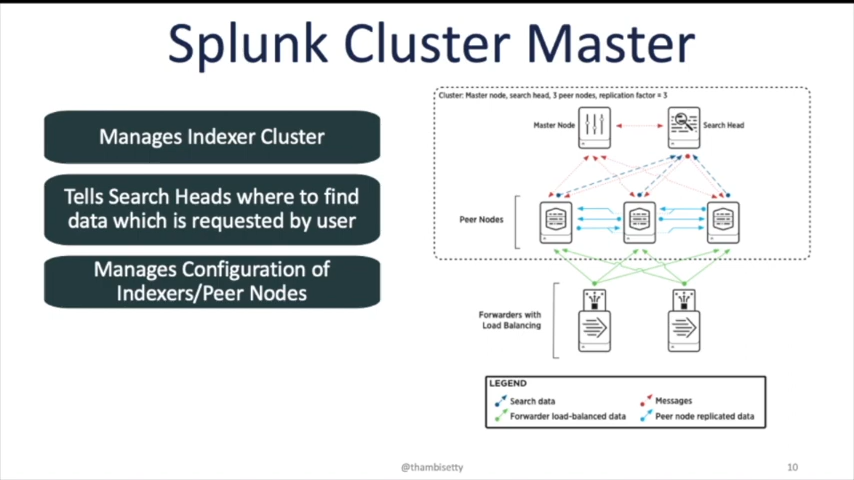 Splunk Cluster Master
Manages Indexer Cluster
Tells Search Heads where to find
data which is requested by user
Manages Configuration of
Indexers/Peer Nodes
Cluster: Master node, search head, 3 peer nodes, replication factor = 3
Master Node
Search Head
Peer Nodes
Forwarders with
Load Balancing
LEGEND
Search data
Messages
Forwarder load-balanced data
Peer node replicated data
@thambisetty
10